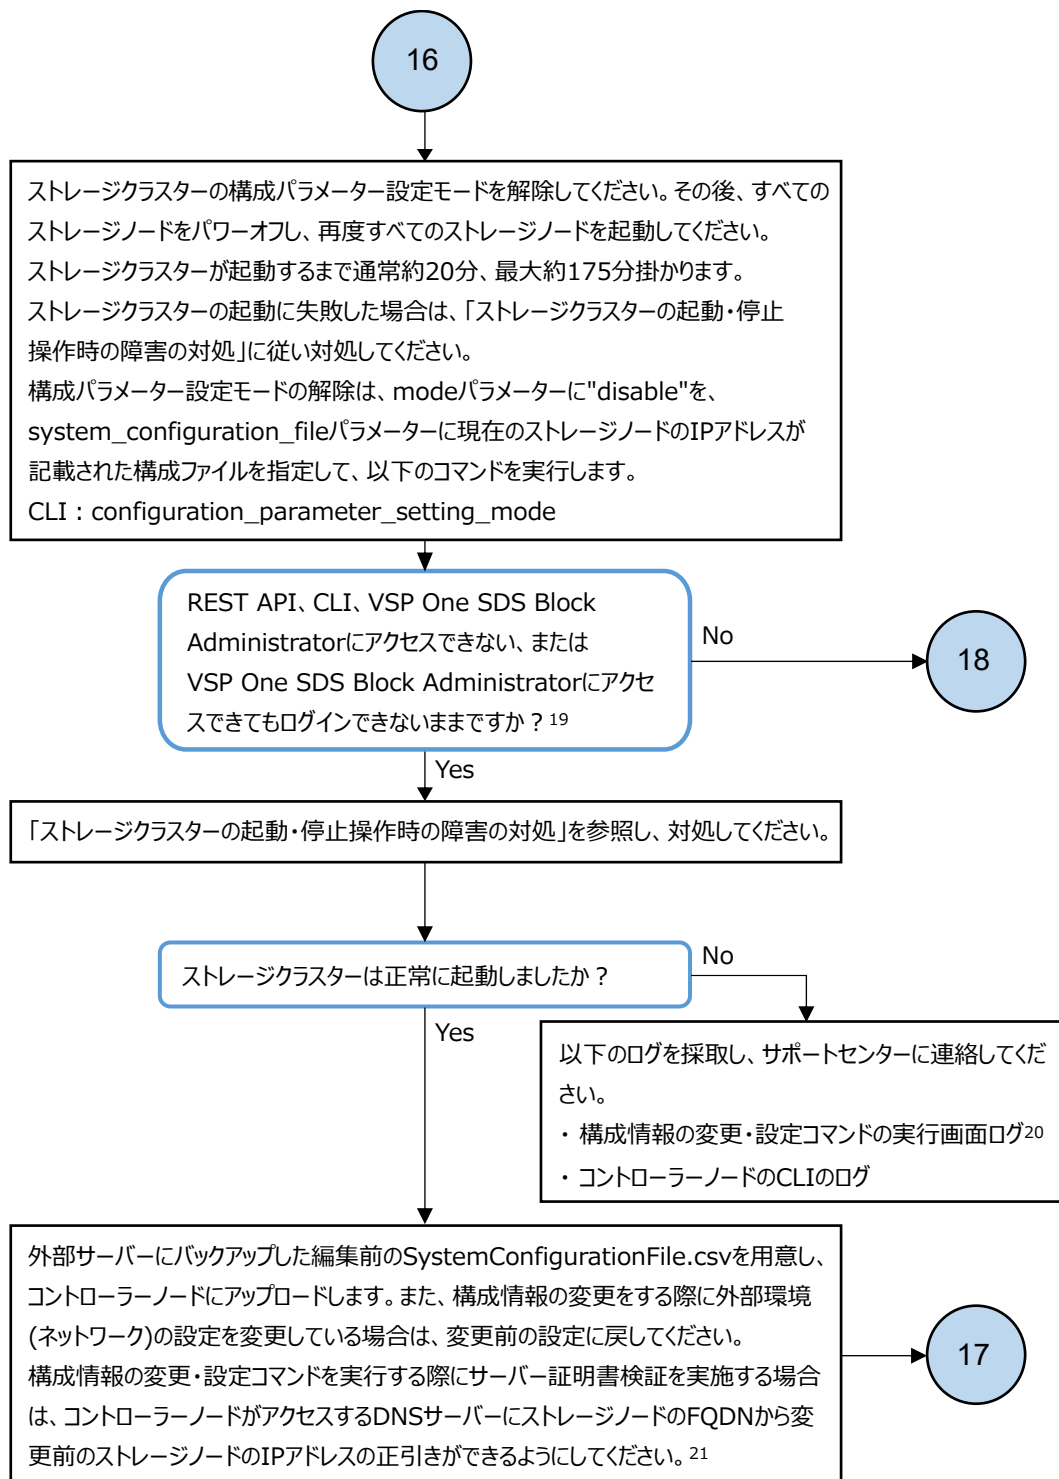 16
ストレージクラスターの構成パラメーター設定モードを解除してください。その後、すべての
ストレージノードをパワーオフし、再度すべてのストレージノードを起動してください。
ストレージクラスターが起動するまで通常約20分、最大約175分掛かります。
ストレージクラスターの起動に失敗した場合は、「ストレージクラスターの起動・停止
操作時の障害の対処」に従い対処してください。
構成パラメーター設定モードの解除は、modeパラメーターに"disable"を、
system_configuration_fileパラメーターに現在のストレージノードのIPアドレスが
記載された構成ファイルを指定して、以下のコマンドを実行します。
CLI：configuration_parameter_setting_mode
REST API、CLI、VSP One SDS Block
Administratorにアクセスできない、または
VSP One SDS Block Administratorにアクセ
スできてもログインできないままですか？19
No
18
Yes
「ストレージクラスターの起動・停止操作時の障害の対処」を参照し、対処してください。
ストレージクラスターは正常に起動しましたか？
No
Yes
以下のログを採取し、サポートセンターに連絡してくだ
さい。
・ 構成情報の変更・設定コマンドの実行画面ログ20
・ コントローラーノードのCLIのログ
外部サーバーにバックアップした編集前のSystemConfigurationFile.csvを用意し、
コントローラーノードにアップロードします。また、構成情報の変更をする際に外部環境
(ネットワーク)の設定を変更している場合は、変更前の設定に戻してください。
構成情報の変更・設定コマンドを実行する際にサーバー証明書検証を実施する場合
は、コントローラーノードがアクセスするDNSサーバーにストレージノードのFQDNから変
更前のストレージノードのIPアドレスの正引きができるようにしてください。21
17